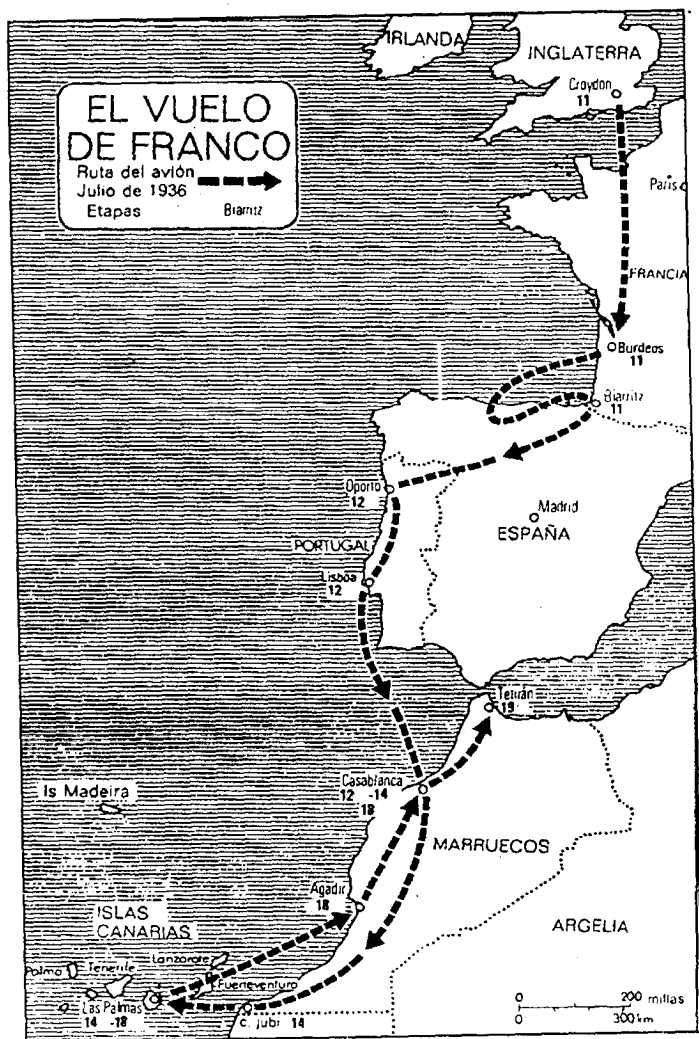 IRLANDA
INGLATERRA
Croydon
11
EL VUELO
DE FRANCO
Ruta del avión
Julio de 1936
Etapas Biarritz
Paris
FRANCIA
Burdeos
11
Biarritz
11
Oporto
12
Madrid
ESPAÑA
PORTUGAL
Lisboa
12
Tetuán
19
Casablanca
12 -14
18
Is Madeira
MARRUECOS
Agadir
18
ISLAS
CANARIAS
ARGELIA
Lanzarote
Palma
Tenerife
Fuerteventura
Las Palmas
14 -18
C. Jubi 14
0 200 millas
0 300 km